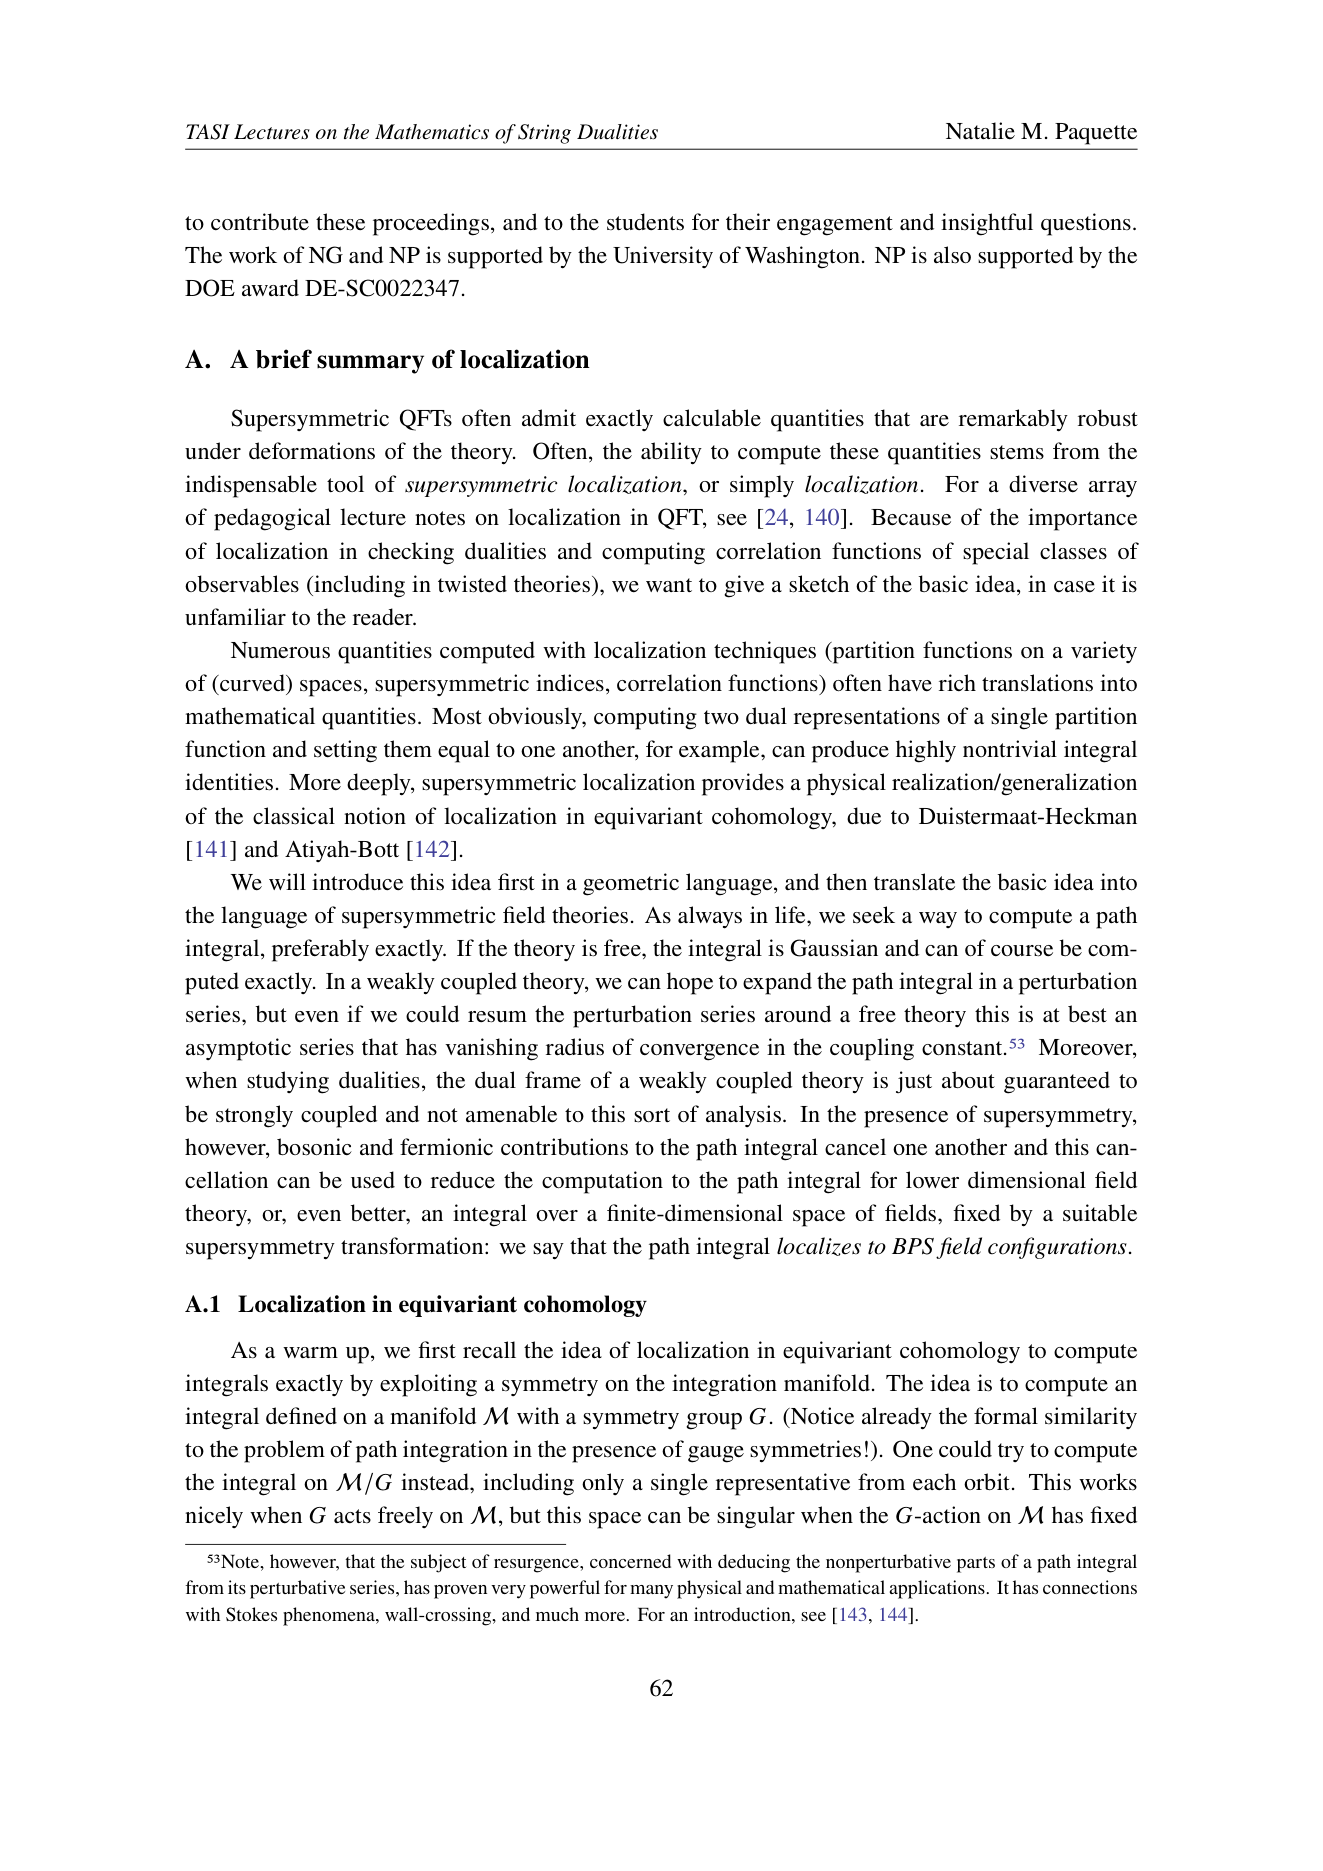 TASI Lectures on the Mathematics of String Dualities Natalie M. Paquette
to contribute these proceedings, and to the students for their engagement and insightful questions.
The work of NG and NP is supported by the University of Washington. NP is also supported by the
DOE award DE-SC0022347.
A. A brief summary of localization
Supersymmetric QFTs often admit exactly calculable quantities that are remarkably robust
under deformations of the theory. Often, the ability to compute these quantities stems from the
indispensable tool of supersymmetric localization, or simply localization. For a diverse array
of pedagogical lecture notes on localization in QFT, see [24, 140]. Because of the importance
of localization in checking dualities and computing correlation functions of special classes of
observables (including in twisted theories), we want to give a sketch of the basic idea, in case it is
unfamiliar to the reader.
Numerous quantities computed with localization techniques (partition functions on a variety
of (curved) spaces, supersymmetric indices, correlation functions) often have rich translations into
mathematical quantities. Most obviously, computing two dual representations of a single partition
function and setting them equal to one another, for example, can produce highly nontrivial integral
identities. More deeply, supersymmetric localization provides a physical realization/generalization
of the classical notion of localization in equivariant cohomology, due to Duistermaat-Heckman
[141] and Atiyah-Bott [142].
We will introduce this idea first in a geometric language, and then translate the basic idea into
the language of supersymmetric field theories. As always in life, we seek a way to compute a path
integral, preferably exactly. If the theory is free, the integral is Gaussian and can of course be com-
puted exactly. In a weakly coupled theory, we can hope to expand the path integral in a perturbation
series, but even if we could resum the perturbation series around a free theory this is at best an
asymptotic series that has vanishing radius of convergence in the coupling constant.⁵³ Moreover,
when studying dualities, the dual frame of a weakly coupled theory is just about guaranteed to
be strongly coupled and not amenable to this sort of analysis. In the presence of supersymmetry,
however, bosonic and fermionic contributions to the path integral cancel one another and this can-
cellation can be used to reduce the computation to the path integral for lower dimensional field
theory, or, even better, an integral over a finite-dimensional space of fields, fixed by a suitable
supersymmetry transformation: we say that the path integral localizes to BPS field configurations.
A.1 Localization in equivariant cohomology
As a warm up, we first recall the idea of localization in equivariant cohomology to compute
integrals exactly by exploiting a symmetry on the integration manifold. The idea is to compute an
integral defined on a manifold ℳ with a symmetry group G. (Notice already the formal similarity
to the problem of path integration in the presence of gauge symmetries!). One could try to compute
the integral on ℳ/G instead, including only a single representative from each orbit. This works
nicely when G acts freely on ℳ, but this space can be singular when the G-action on ℳ has fixed
⁵³Note, however, that the subject of resurgence, concerned with deducing the nonperturbative parts of a path integral
from its perturbative series, has proven very powerful for many physical and mathematical applications. It has connections
with Stokes phenomena, wall-crossing, and much more. For an introduction, see [143, 144].
62